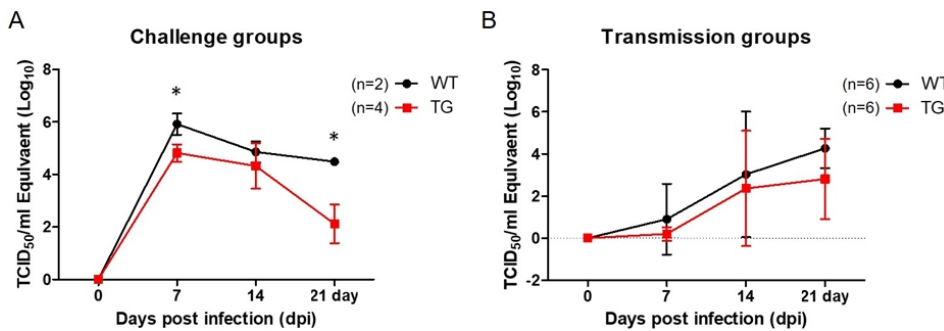 A
Challenge groups
TCID50/ml Equivaent (Log10)
8
6
4
2
0
(n=2) WT
(n=4) TG
*
*
0 7 14 21 day
Days post infection (dpi)
B
Transmission groups
TCID50/ml Equivaent (Log10)
8
6
4
2
0
-2
(n=6) WT
(n=6) TG
0 7 14 21 day
Days post infection (dpi)